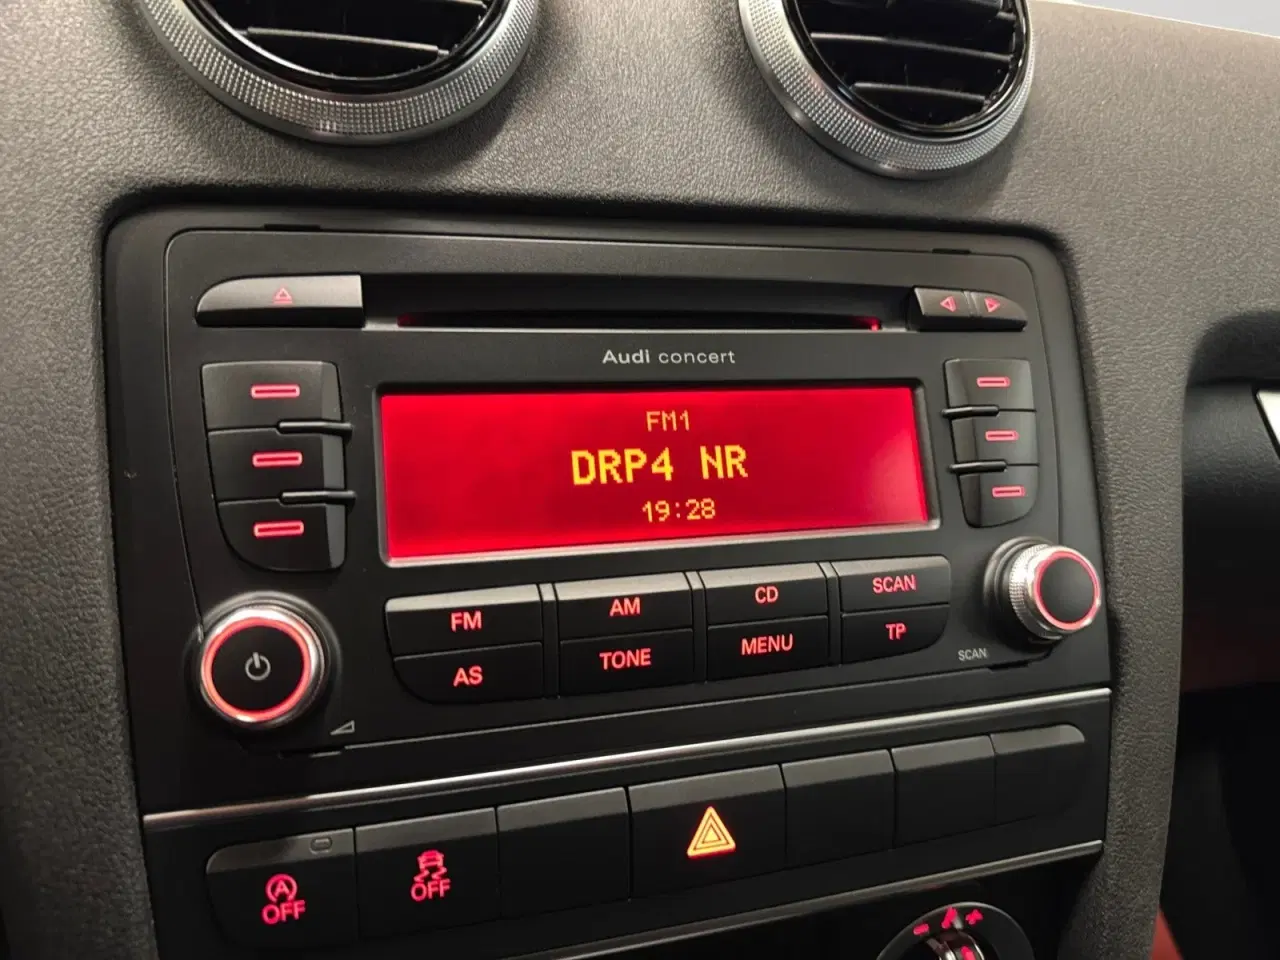 Audi concert
FM1
DRP4 NR
19:28
FM AM CD SCAN
AS TONE MENU TP
SCAN
A
OFF
OFF